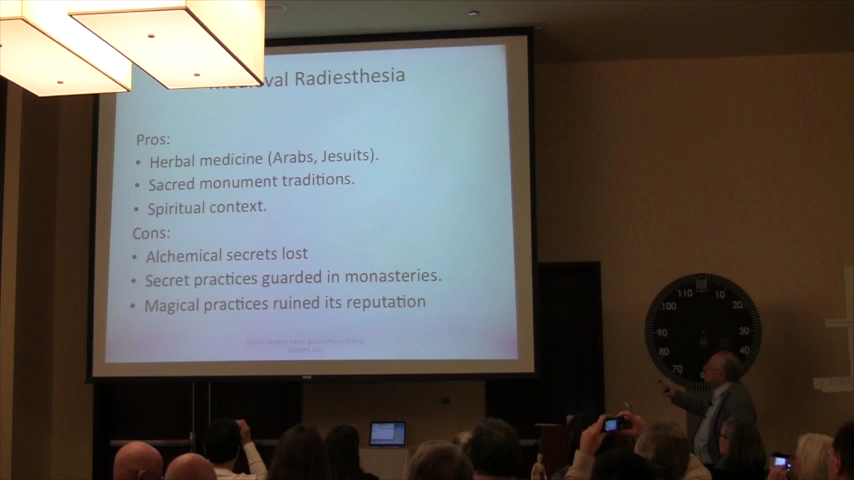 Radiesthesia
Pros:
• Herbal medicine (Arabs, Jesuits).
• Sacred monument traditions.
• Spiritual context.
Cons:
• Alchemical secrets lost
• Secret practices guarded in monasteries.
• Magical practices ruined its reputation
110 10
100 20
90 30
80 40
70